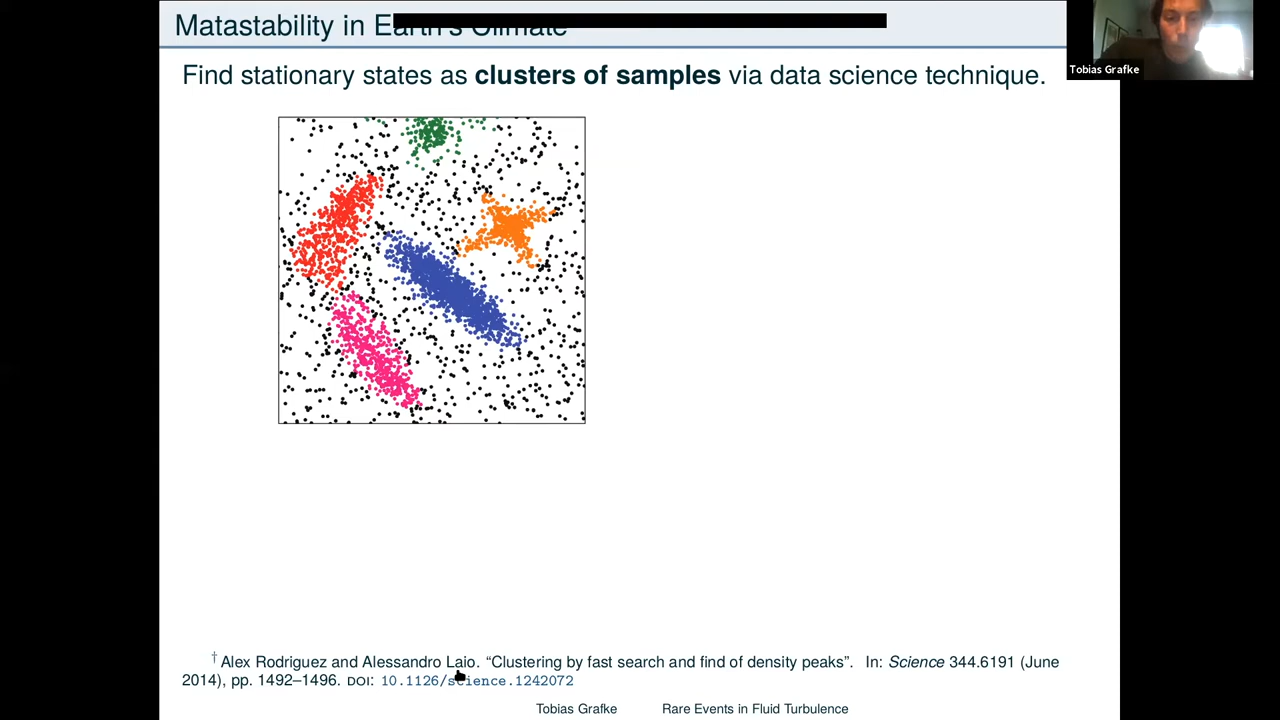 Matastability in Earth's Climate
Tobias Grafke
Find stationary states as clusters of samples via data science technique.
† Alex Rodriguez and Alessandro Laio. “Clustering by fast search and find of density peaks”. In: Science 344.6191 (June
2014), pp. 1492–1496. DOI: 10.1126/science.1242072
Tobias Grafke Rare Events in Fluid Turbulence